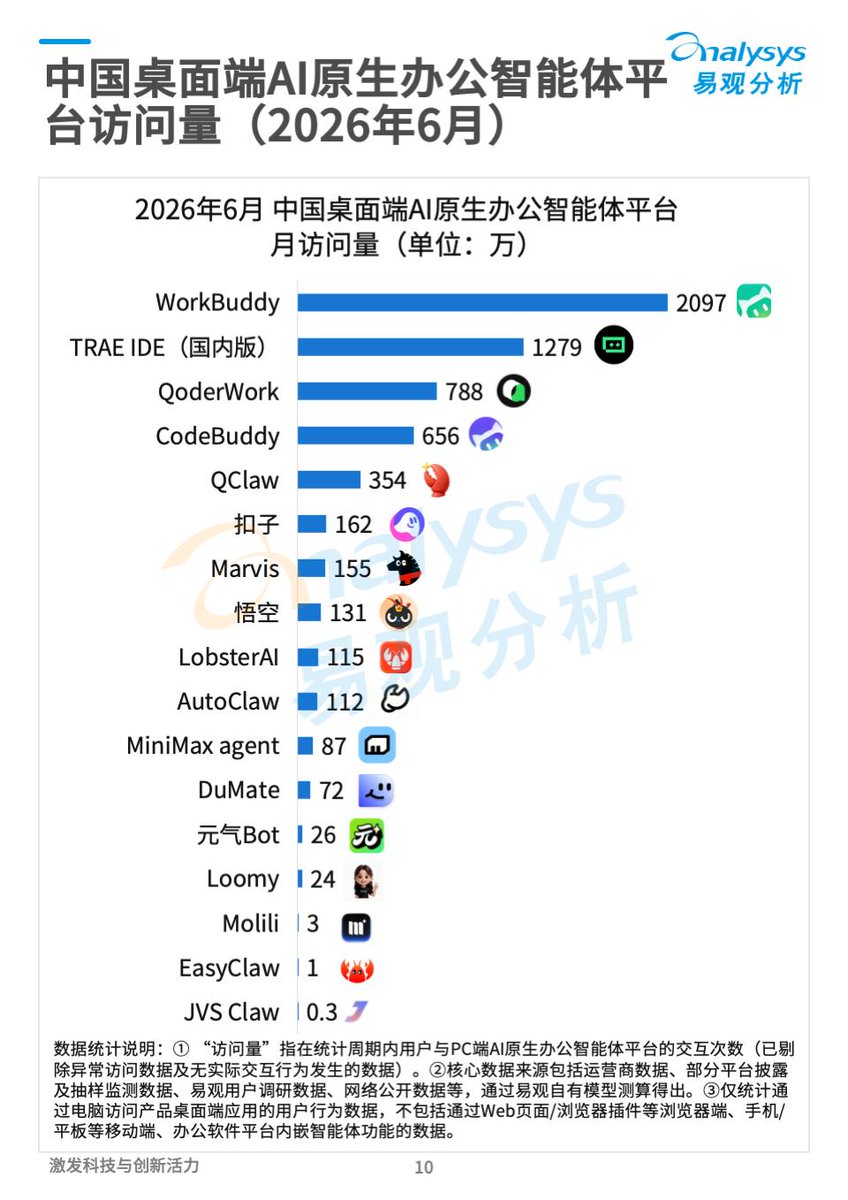 analysys
易观分析
中国桌面端AI原生办公智能体平
台访问量（2026年6月）
2026年6月 中国桌面端AI原生办公智能体平台
月访问量（单位：万）
WorkBuddy 2097
TRAE IDE（国内版） 1279
QoderWork 788
CodeBuddy 656
QClaw 354
扣子 162
Marvis 155
悟空 131
LobsterAI 115
AutoClaw 112
MiniMax agent 87
DuMate 72
元气Bot 26 元
Loomy 24
Molili 3
EasyClaw 1
JVS Claw 0.3
analysys
易观分析
数据统计说明：① “访问量”指在统计周期内用户与PC端AI原生办公智能体平台的交互次数（已剔
除异常访问数据及无实际交互行为发生的数据）。②核心数据来源包括运营商数据、部分平台披露
及抽样监测数据、易观用户调研数据、网络公开数据等，通过易观自有模型测算得出。③仅统计通
过电脑访问产品桌面端应用的用户行为数据，不包括通过Web页面/浏览器插件等浏览器端、手机/
平板等移动端、办公软件平台内嵌智能体功能的数据。
激发科技与创新活力
10